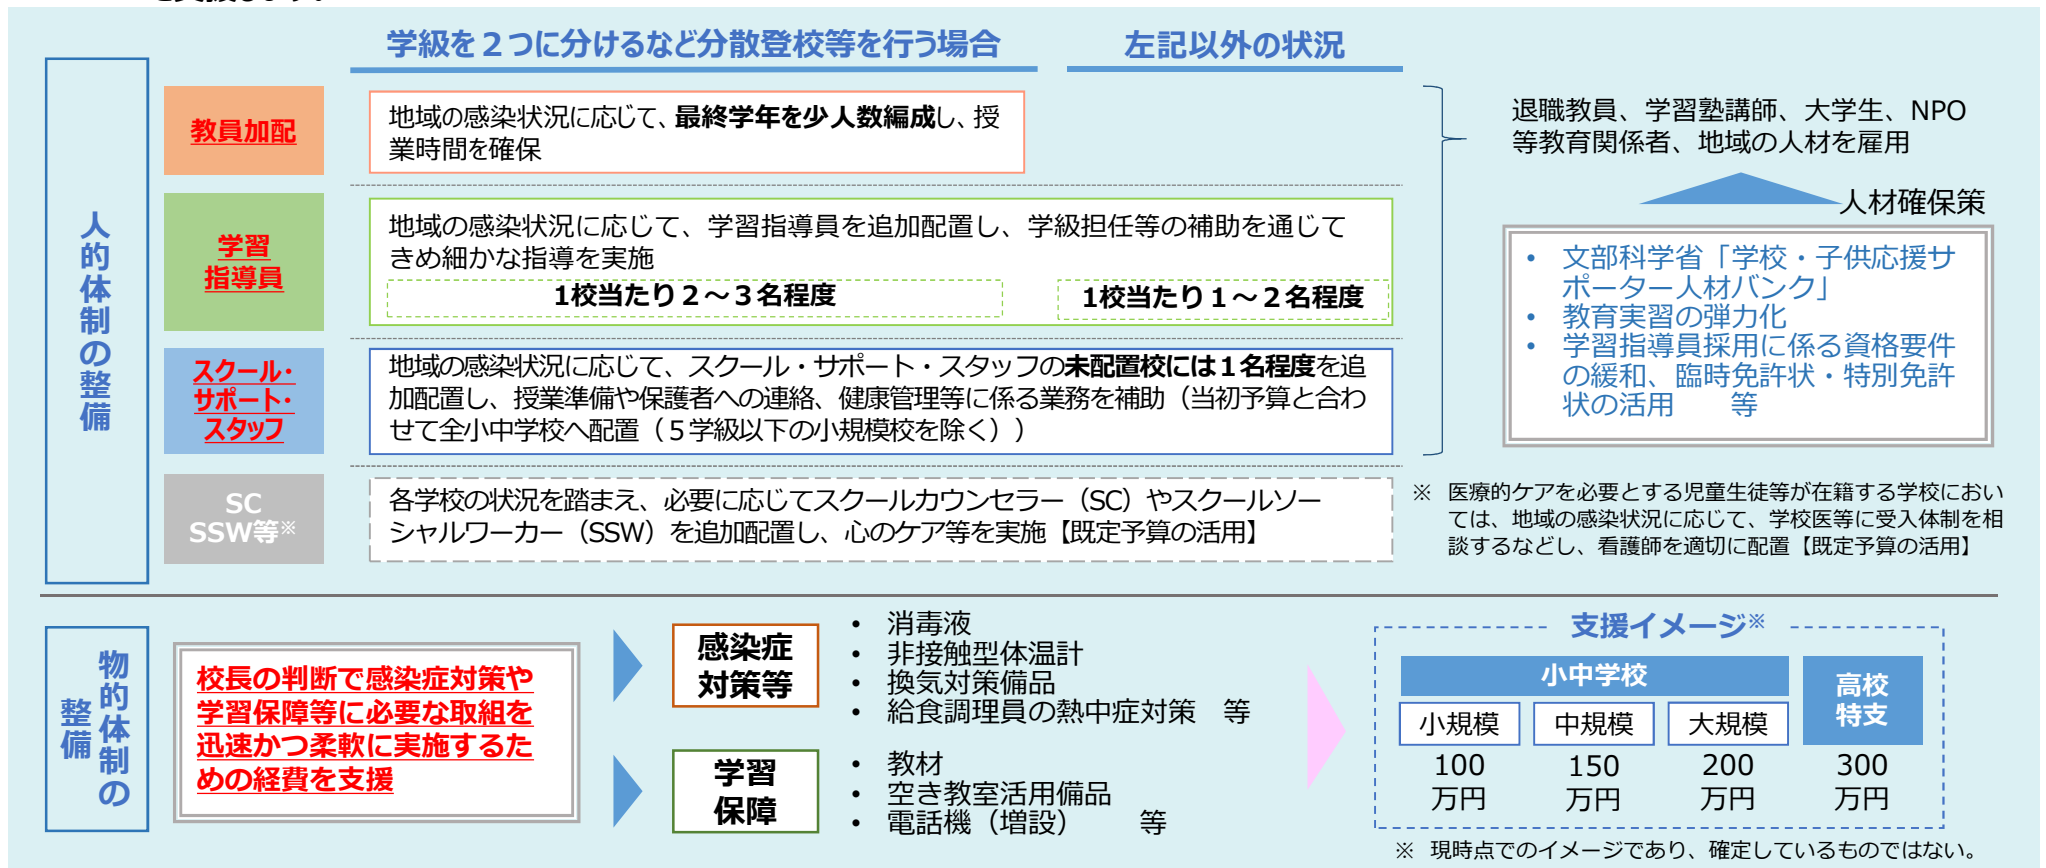 学級を２つに分けるなど分散登校等を行う場合
左記以外の状況
人的体制の整備
教員加配
地域の感染状況に応じて、最終学年を少人数編成し、授
業時間を確保
学習
指導員
地域の感染状況に応じて、学習指導員を追加配置し、学級担任等の補助を通じて
きめ細かな指導を実施
1校当たり２～３名程度
1校当たり１～２名程度
スクール・
サポート・
スタッフ
地域の感染状況に応じて、スクール・サポート・スタッフの未配置校には１名程度を追
加配置し、授業準備や保護者への連絡、健康管理等に係る業務を補助（当初予算と合わ
せて全小中学校へ配置（５学級以下の小規模校を除く））
SC
SSW等※
各学校の状況を踏まえ、必要に応じてスクールカウンセラー（SC）やスクールソー
シャルワーカー（SSW）を追加配置し、心のケア等を実施【既定予算の活用】
退職教員、学習塾講師、大学生、NPO
等教育関係者、地域の人材を雇用
人材確保策
• 文部科学省「学校・子供応援サ
ポーター人材バンク」
• 教育実習の弾力化
• 学習指導員採用に係る資格要件
の緩和、臨時免許状・特別免許
状の活用　　等
※ 医療的ケアを必要とする児童生徒等が在籍する学校におい
ては、地域の感染状況に応じて、学校医等に受入体制を相
談するなどし、看護師を適切に配置【既定予算の活用】
物的体制の
整備
校長の判断で感染症対策や
学習保障等に必要な取組を
迅速かつ柔軟に実施するた
めの経費を支援
感染症
対策等
• 消毒液
• 非接触型体温計
• 換気対策備品
• 給食調理員の熱中症対策　等
学習
保障
• 教材
• 空き教室活用備品
• 電話機（増設）　　等
支援イメージ※
小中学校
高校
特支
小規模 中規模 大規模
100 150 200 300
万円 万円 万円 万円
※ 現時点でのイメージであり、確定しているものではない。